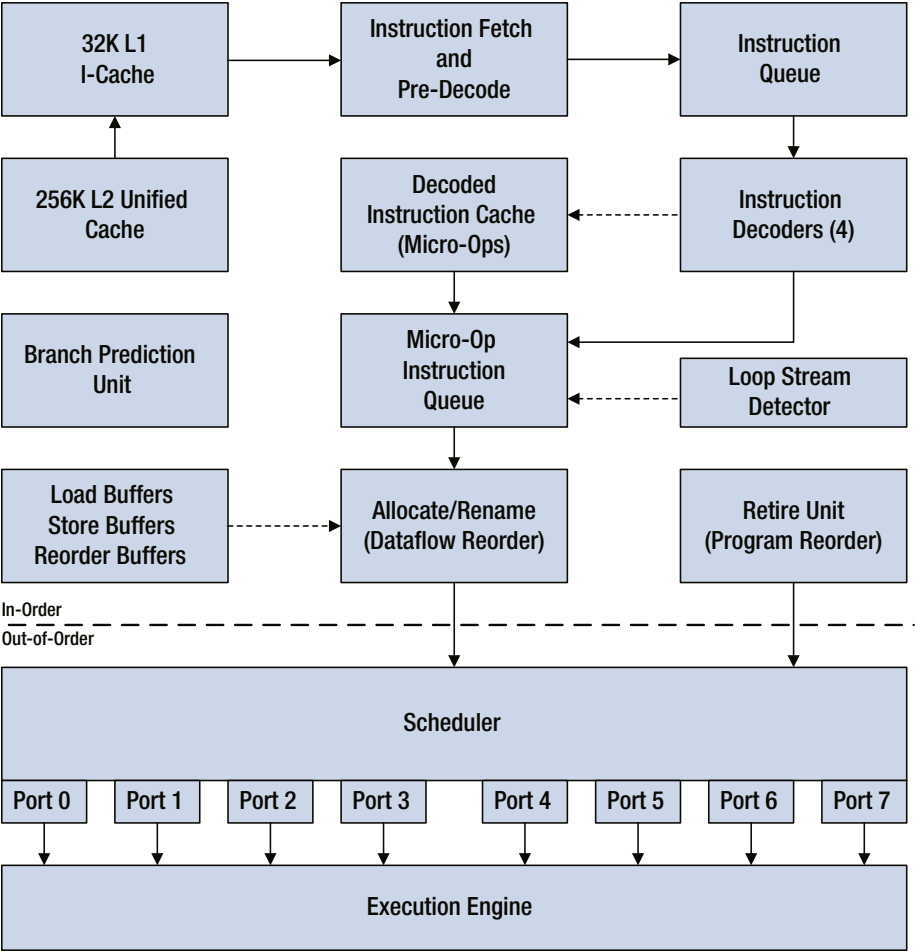 32K L1
I-Cache
Instruction Fetch
and
Pre-Decode
Instruction
Queue
256K L2 Unified
Cache
Decoded
Instruction Cache
(Micro-Ops)
Instruction
Decoders (4)
Branch Prediction
Unit
Micro-Op
Instruction
Queue
Loop Stream
Detector
Load Buffers
Store Buffers
Reorder Buffers
Allocate/Rename
(Dataflow Reorder)
Retire Unit
(Program Reorder)
In-Order
Out-of-Order
Scheduler
Port 0
Port 1
Port 2
Port 3
Port 4
Port 5
Port 6
Port 7
Execution Engine